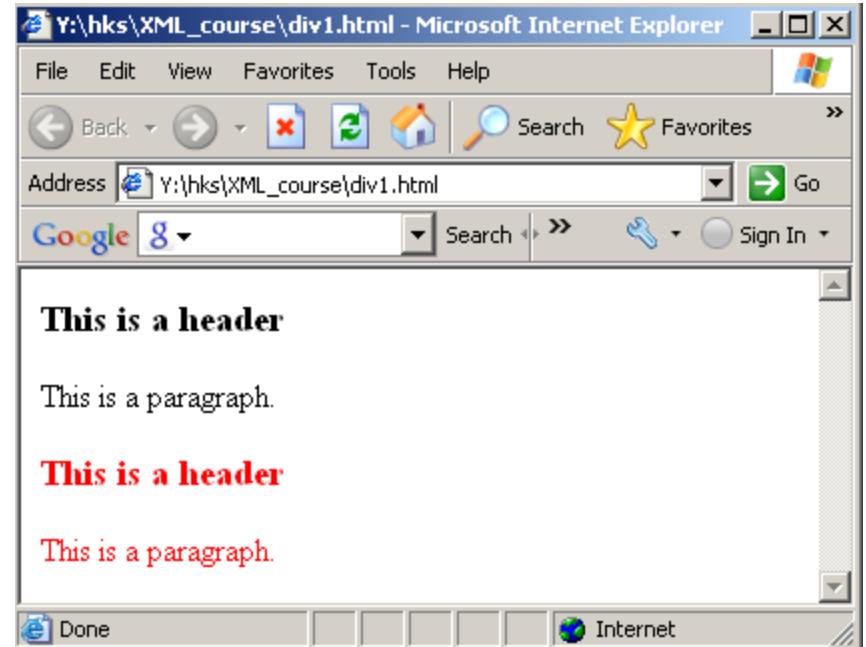 Y:\hks\XML_course\div1.html - Microsoft Internet Explorer
File Edit View Favorites Tools Help
Back Search Favorites »
Address Y:\hks\XML_course\div1.html Go
Google g Search » Sign In
This is a header
This is a paragraph.
This is a header
This is a paragraph.
Done Internet